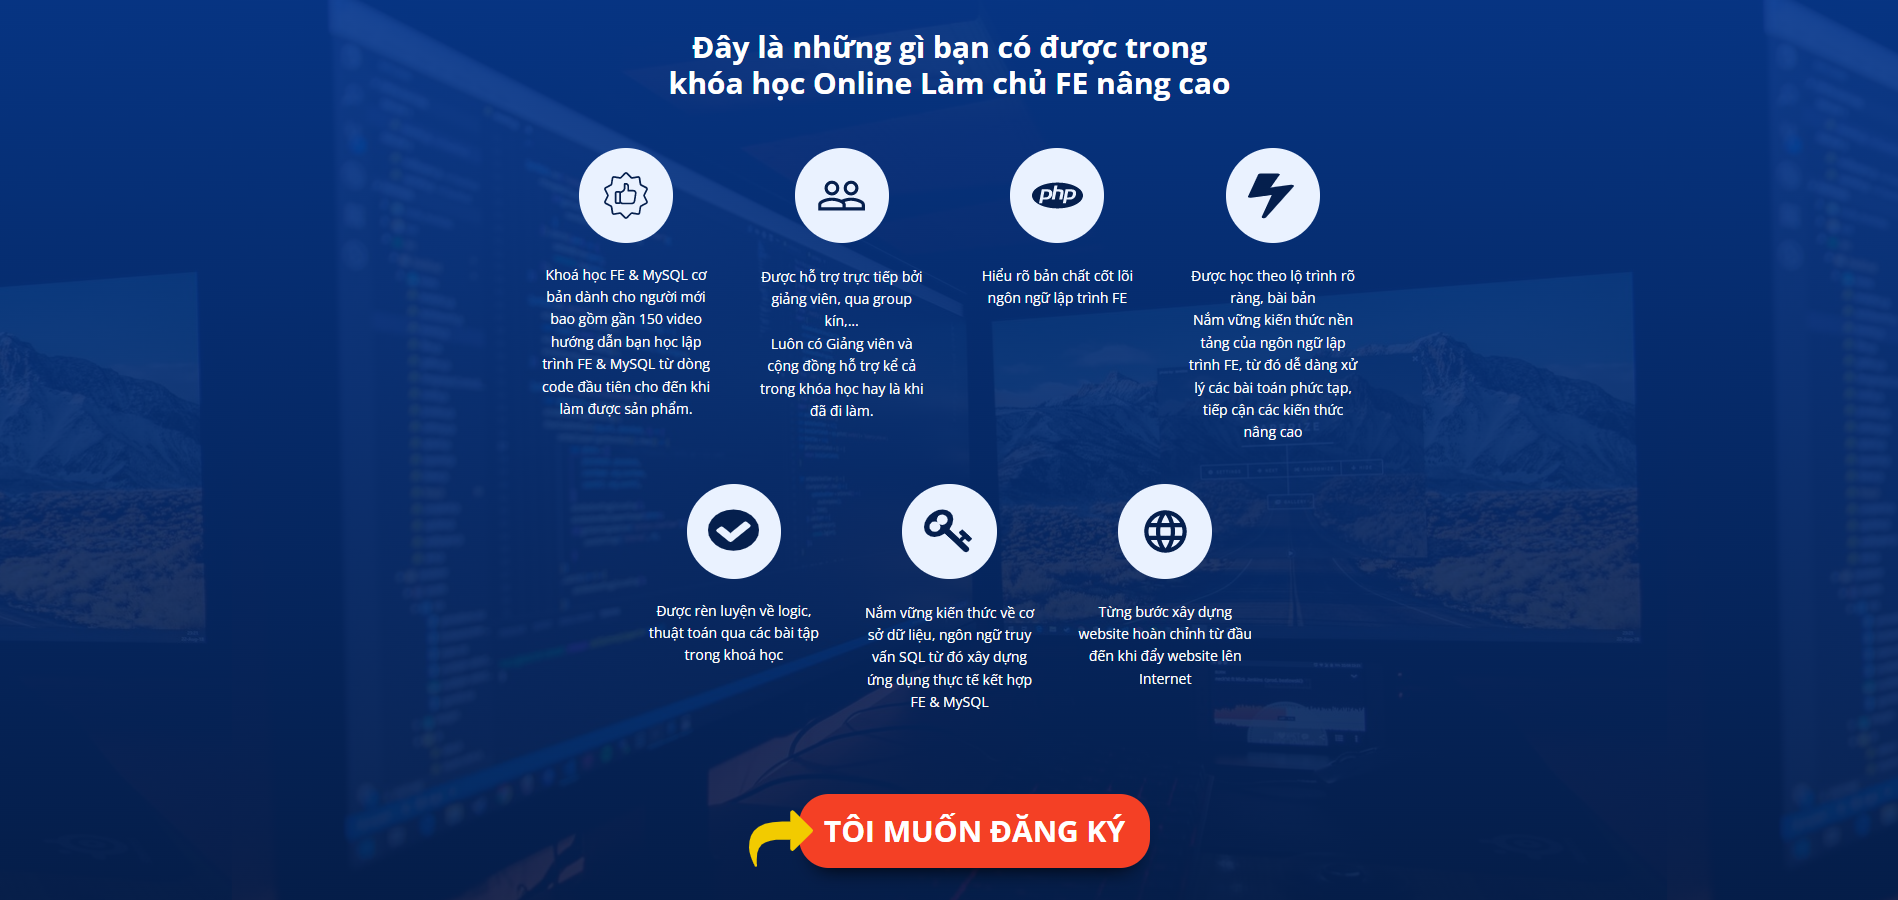 Đây là những gì bạn có được trong
khóa học Online Làm chủ FE nâng cao
php
Khoá học FE & MySQL cơ
bản dành cho người mới
bao gồm gần 150 video
hướng dẫn bạn học lập
trình FE & MySQL từ dòng
code đầu tiên cho đến khi
làm được sản phẩm.
Được hỗ trợ trực tiếp bởi
giảng viên, qua group
kín,...
Luôn có Giảng viên và
cộng đồng hỗ trợ kể cả
trong khóa học hay là khi
đã đi làm.
Hiểu rõ bản chất cốt lõi
ngôn ngữ lập trình FE
Được học theo lộ trình rõ
ràng, bài bản
Nắm vững kiến thức nền
tảng của ngôn ngữ lập
trình FE, từ đó dễ dàng xử
lý các bài toán phức tạp,
tiếp cận các kiến thức
nâng cao
Được rèn luyện về logic,
thuật toán qua các bài tập
trong khoá học
Nắm vững kiến thức về cơ
sở dữ liệu, ngôn ngữ truy
vấn SQL từ đó xây dựng
ứng dụng thực tế kết hợp
FE & MySQL
Từng bước xây dựng
website hoàn chỉnh từ đầu
đến khi đẩy website lên
Internet
TÔI MUỐN ĐĂNG KÝ